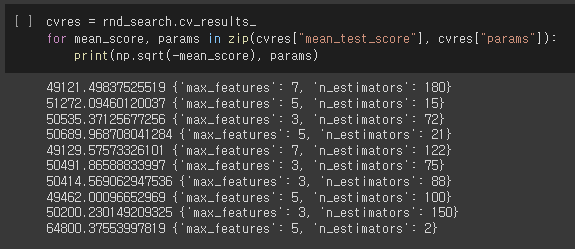 [ ] cvres = rnd_search.cv_results_
for mean_score, params in zip(cvres["mean_test_score"], cvres["params"]):
    print(np.sqrt(-mean_score), params)
49121.49837525519 {'max_features': 7, 'n_estimators': 180}
51272.09460120037 {'max_features': 5, 'n_estimators': 15}
50535.37125677256 {'max_features': 3, 'n_estimators': 72}
50689.968708041284 {'max_features': 5, 'n_estimators': 21}
49129.57573326101 {'max_features': 7, 'n_estimators': 122}
50491.86588833997 {'max_features': 3, 'n_estimators': 75}
50414.569062947536 {'max_features': 3, 'n_estimators': 88}
49462.00096652969 {'max_features': 5, 'n_estimators': 100}
50200.230149209325 {'max_features': 3, 'n_estimators': 150}
64800.37553997819 {'max_features': 5, 'n_estimators': 2}